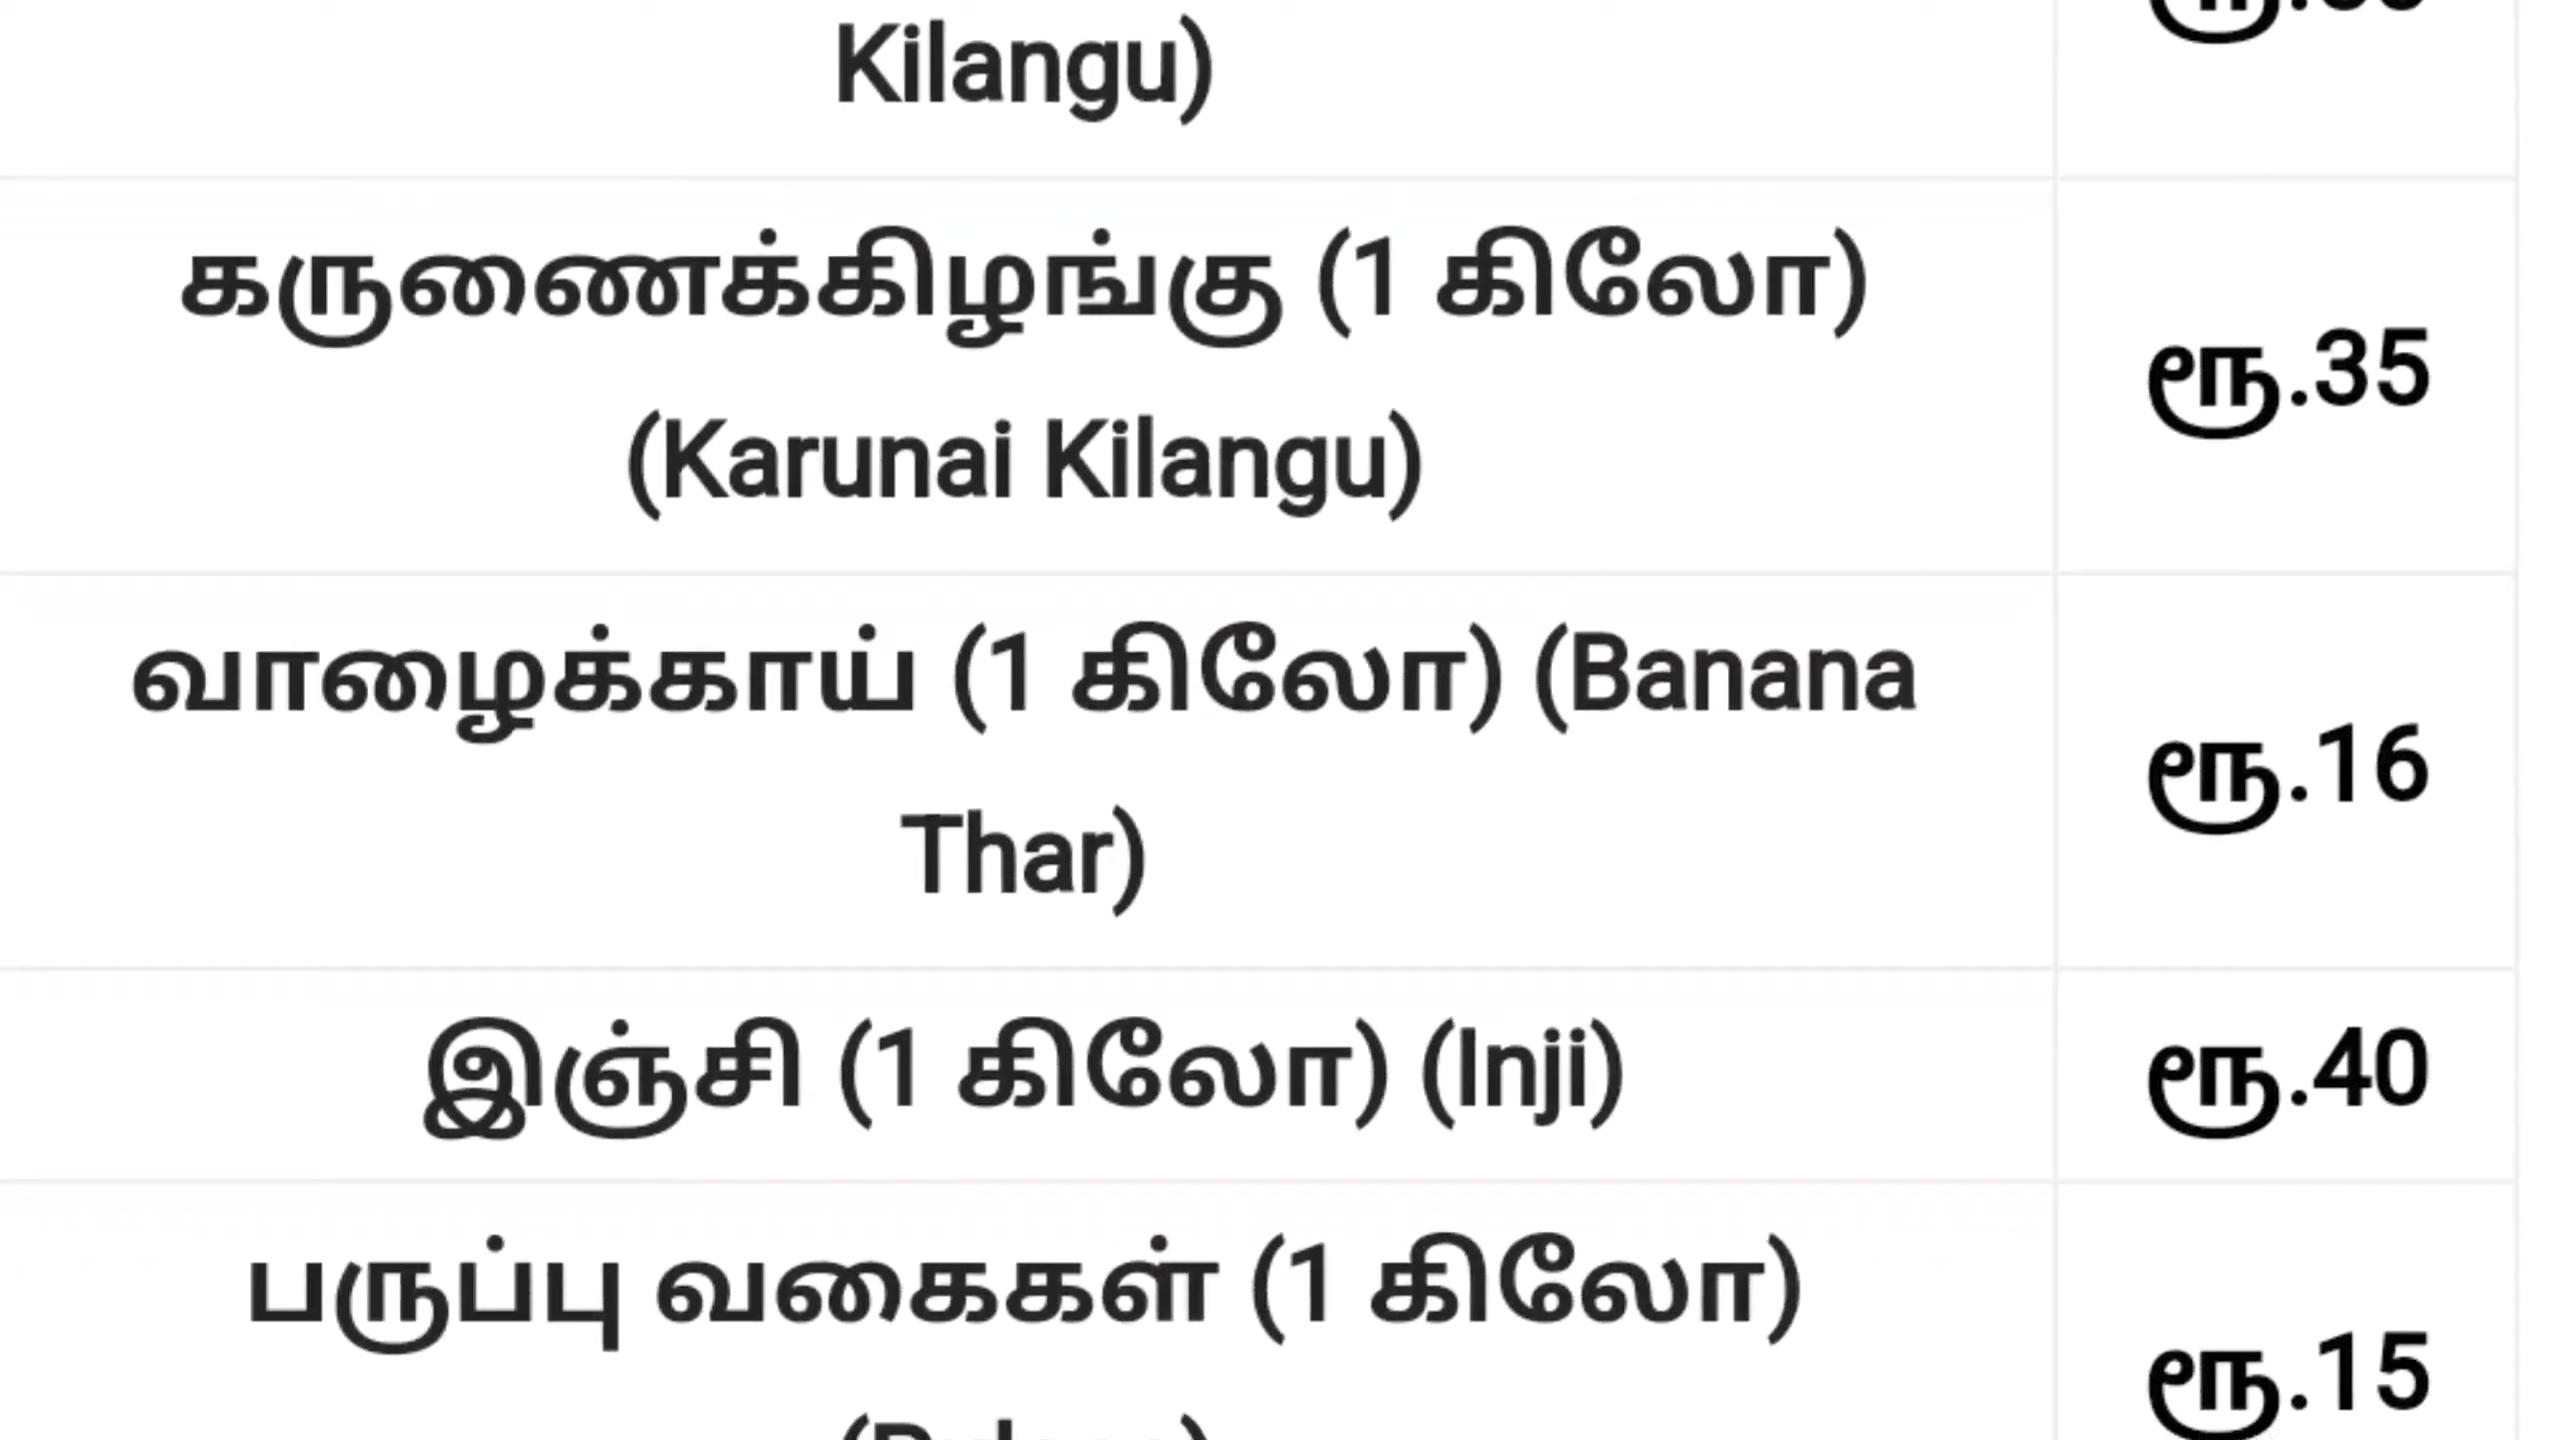 Kilangu)
கருணைக்கிழங்கு (1 கிலோ)
(Karunai Kilangu)
ரூ.35
வாழைக்காய் (1 கிலோ) (Banana
Thar)
ரூ.16
இஞ்சி (1 கிலோ) (Inji)
ரூ.40
பருப்பு வகைகள் (1 கிலோ)
ரூ.15